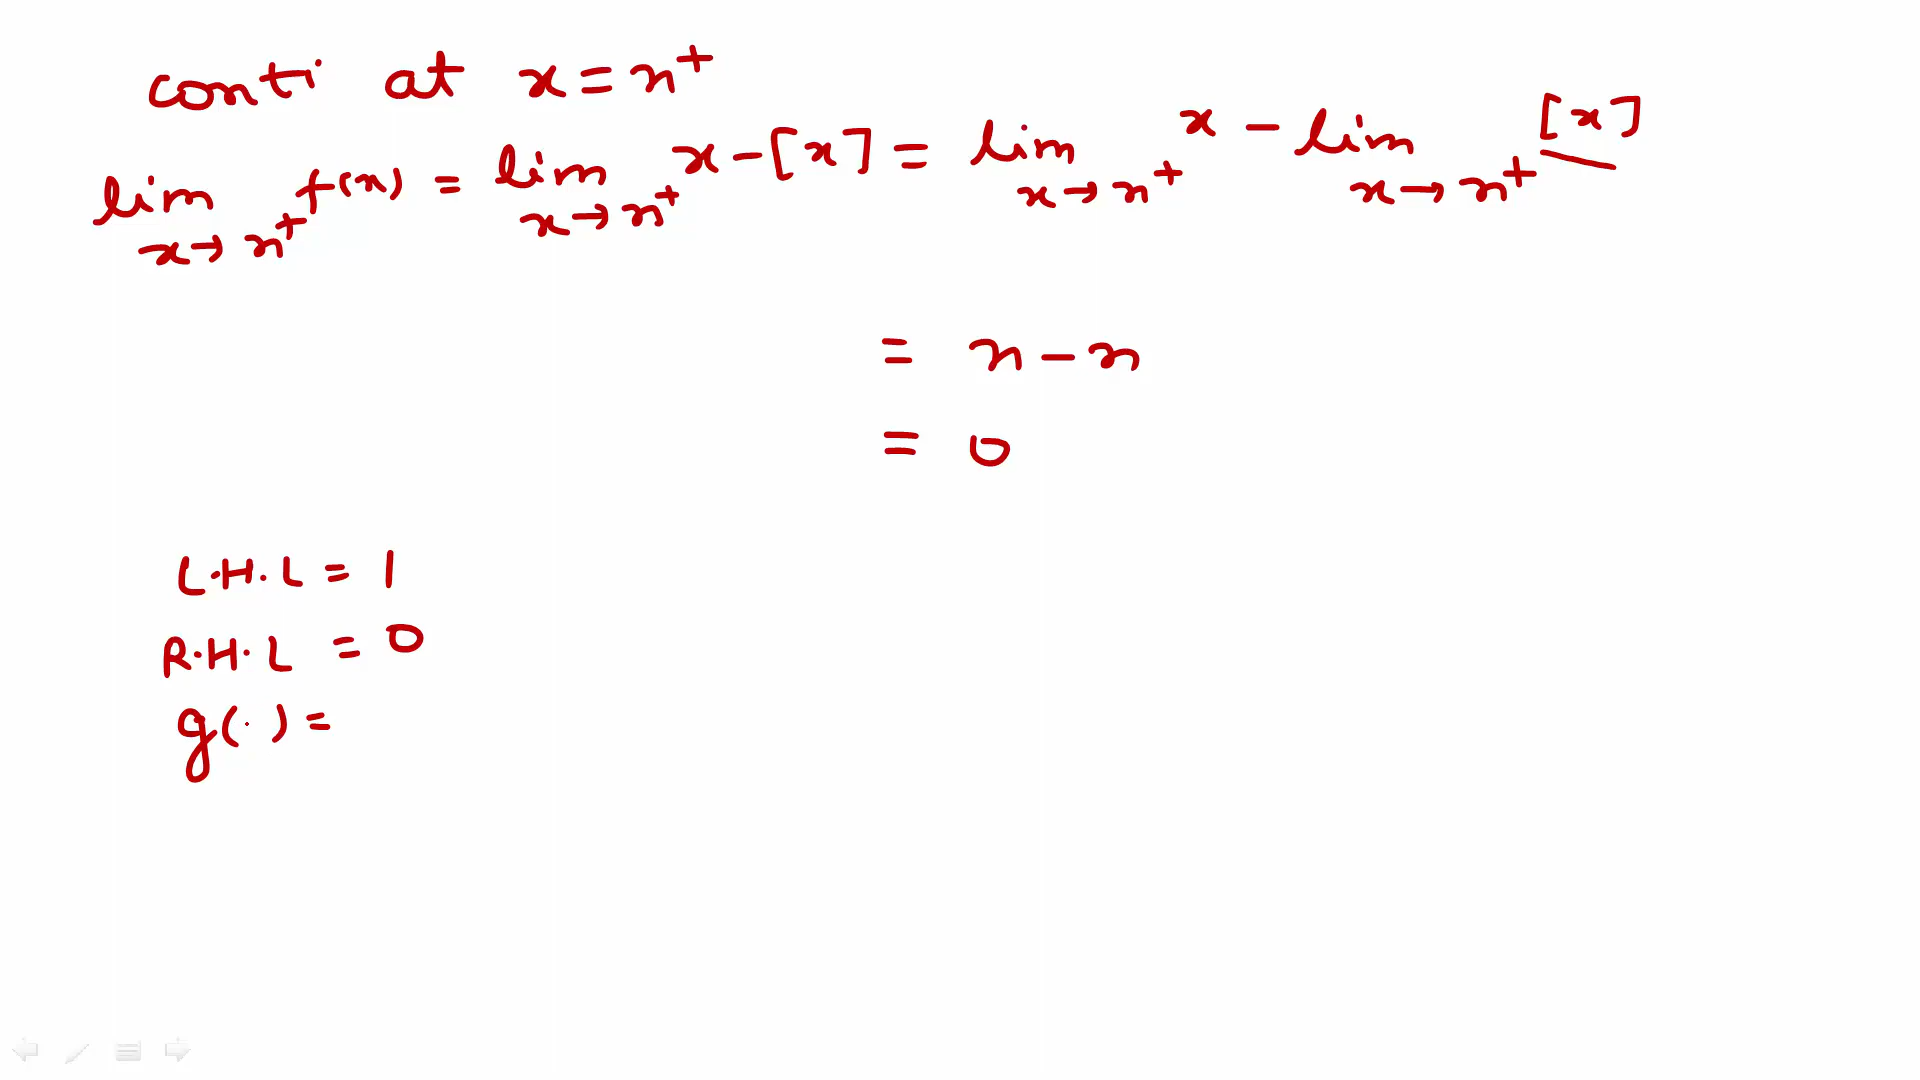 conti at x = n⁺
lim x→n⁺ f(x) = lim x→n⁺ x - [x] = lim x→n⁺ x - lim x→n⁺ [x]
= n - n
= 0
L.H.L = 1
R.H.L = 0
g(.) =